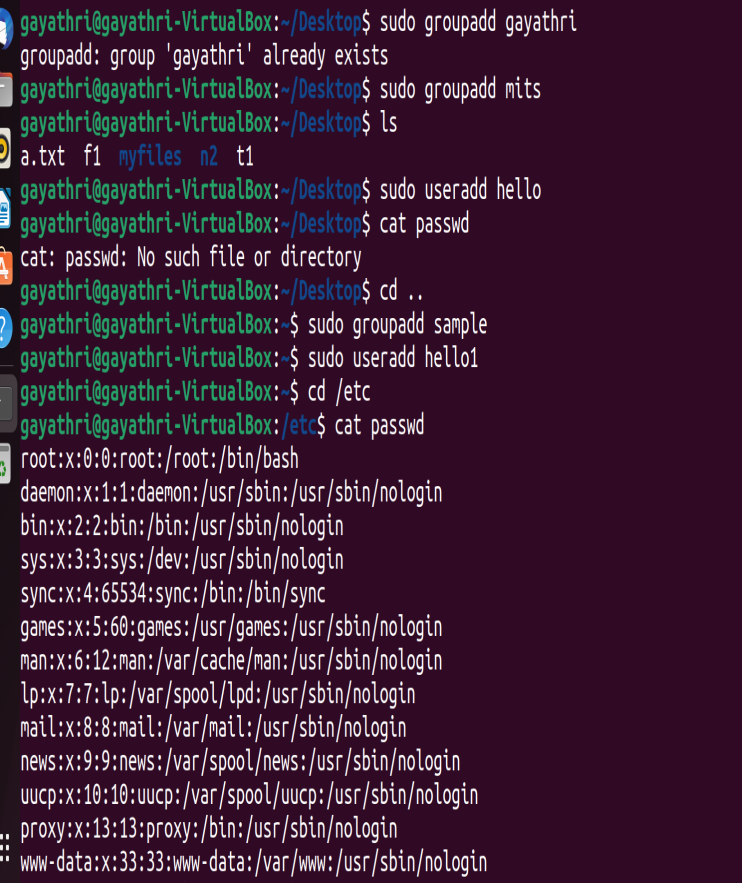 gayathri@gayathri-VirtualBox:~/Desktop$ sudo groupadd gayathri
groupadd: group 'gayathri' already exists
gayathri@gayathri-VirtualBox:~/Desktop$ sudo groupadd mits
gayathri@gayathri-VirtualBox:~/Desktop$ ls
a.txt  f1  myfiles  n2  t1
gayathri@gayathri-VirtualBox:~/Desktop$ sudo useradd hello
gayathri@gayathri-VirtualBox:~/Desktop$ cat passwd
cat: passwd: No such file or directory
gayathri@gayathri-VirtualBox:~/Desktop$ cd ..
gayathri@gayathri-VirtualBox:~$ sudo groupadd sample
gayathri@gayathri-VirtualBox:~$ sudo useradd hello1
gayathri@gayathri-VirtualBox:~$ cd /etc
gayathri@gayathri-VirtualBox:/etc$ cat passwd
root:x:0:0:root:/root:/bin/bash
daemon:x:1:1:daemon:/usr/sbin:/usr/sbin/nologin
bin:x:2:2:bin:/bin:/usr/sbin/nologin
sys:x:3:3:sys:/dev:/usr/sbin/nologin
sync:x:4:65534:sync:/bin:/bin/sync
games:x:5:60:games:/usr/games:/usr/sbin/nologin
man:x:6:12:man:/var/cache/man:/usr/sbin/nologin
lp:x:7:7:lp:/var/spool/lpd:/usr/sbin/nologin
mail:x:8:8:mail:/var/mail:/usr/sbin/nologin
news:x:9:9:news:/var/spool/news:/usr/sbin/nologin
uucp:x:10:10:uucp:/var/spool/uucp:/usr/sbin/nologin
proxy:x:13:13:proxy:/bin:/usr/sbin/nologin
www-data:x:33:33:www-data:/var/www:/usr/sbin/nologin